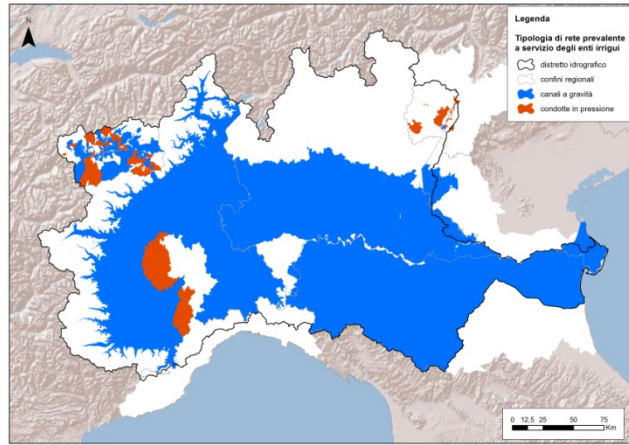 N
Legenda
Tipologia di rete prevalente
a servizio degli enti irrigui
distretto idrografico
confini regionali
canali a gravità
condotte in pressione
0 12,5 25 50 75
Km